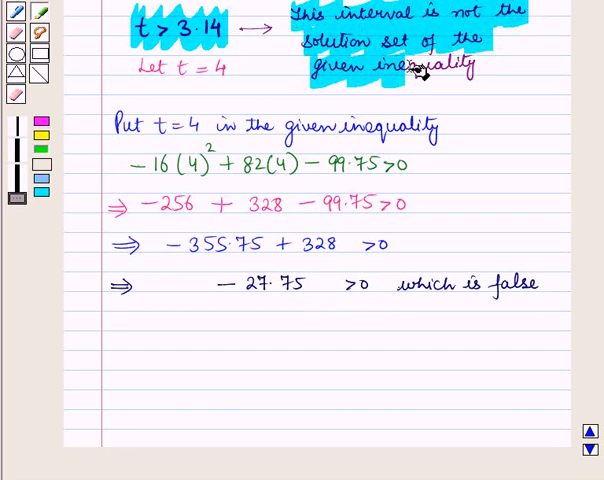 t > 3.14 ⟷ This interval is not the
solution set of the
Let t = 4
given inequality
Put t = 4 in the given inequality
-16(4)² + 82(4) - 99.75 > 0
⇒ -256 + 328 - 99.75 > 0
⇒ -355.75 + 328 > 0
⇒ -27.75 > 0 which is false